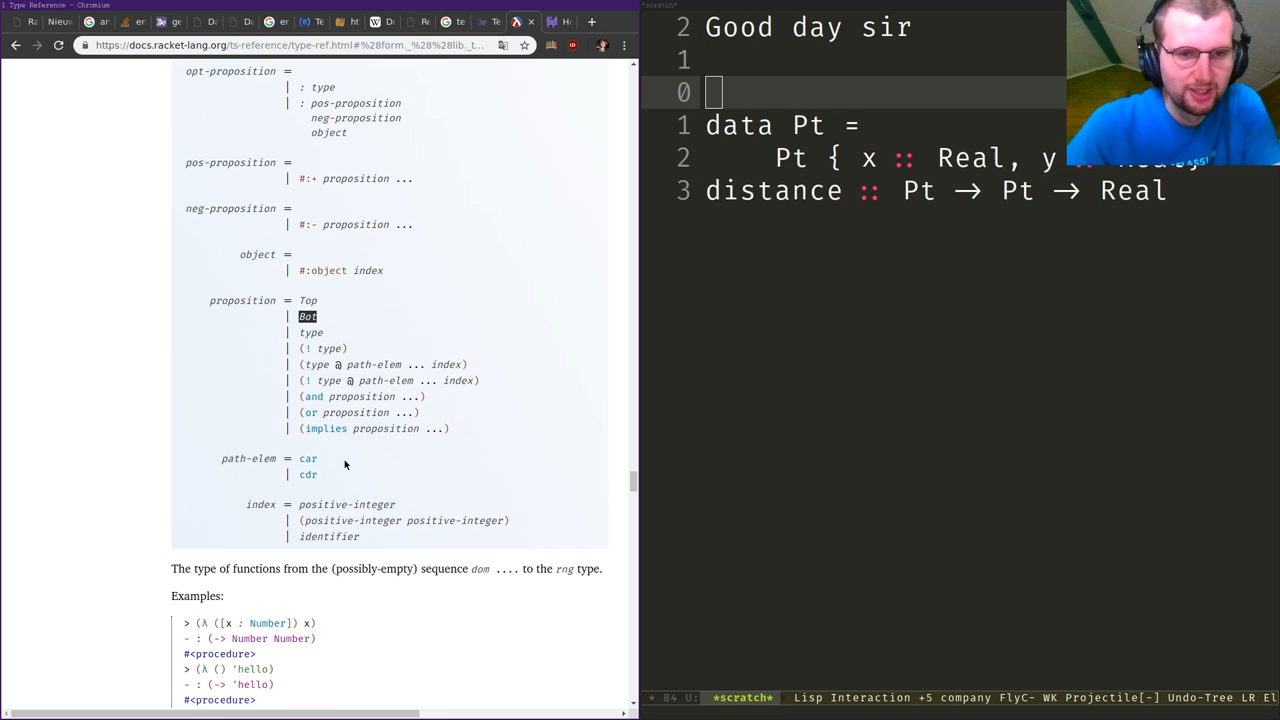 1 Type Reference - Chromium
https://docs.racket-lang.org/ts-reference/type-ref.html#%28form._%28%28lib._t...
opt-proposition =
| : type
| : pos-proposition
neg-proposition
object
pos-proposition =
| #:+ proposition ...
neg-proposition =
| #:- proposition ...
object =
| #:object index
proposition = Top
| Bot
| type
| (! type)
| (type @ path-elem ... index)
| (! type @ path-elem ... index)
| (and proposition ...)
| (or proposition ...)
| (implies proposition ...)
path-elem = car
| cdr
index = positive-integer
| (positive-integer positive-integer)
| identifier
The type of functions from the (possibly-empty) sequence dom .... to the rng type.
Examples:
> (λ ([x : Number]) x)
- : (-> Number Number)
#<procedure>
> (λ () 'hello)
- : (-> 'hello)
#<procedure>
*scratch*
2 Good day sir
1
0
1 data Pt =
2 Pt { x :: Real, y
3 distance :: Pt → Pt → Real
* 84 U: *scratch* Lisp Interaction +5 company FlyC- WK Projectile[-] Undo-Tree LR El